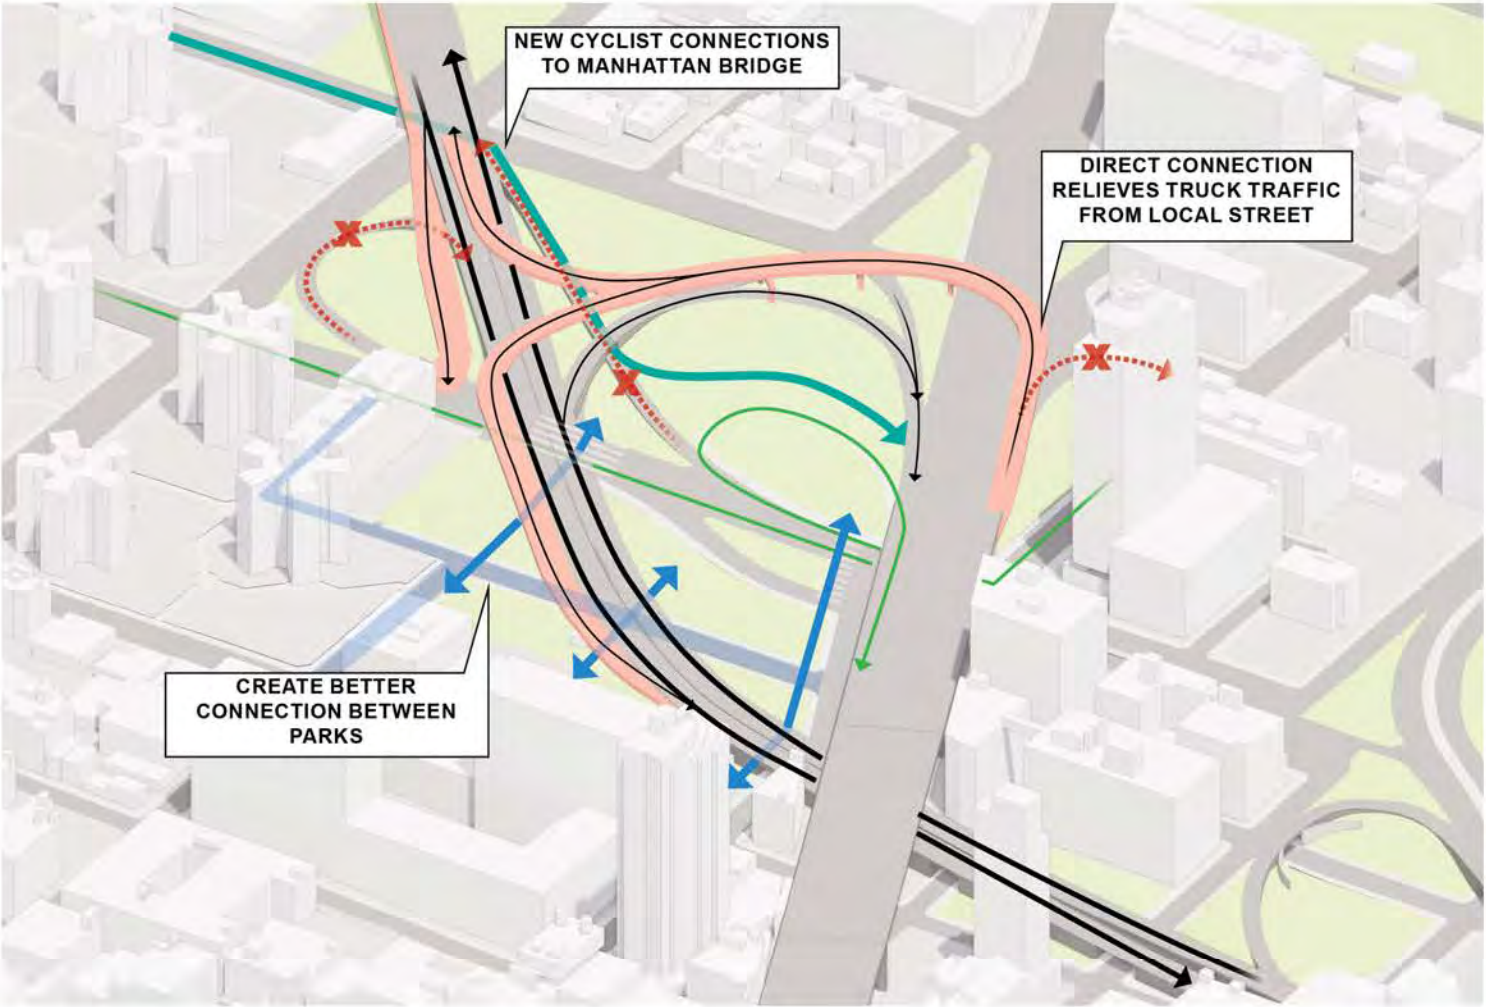 NEW CYCLIST CONNECTIONS
TO MANHATTAN BRIDGE
DIRECT CONNECTION
RELIEVES TRUCK TRAFFIC
FROM LOCAL STREET
CREATE BETTER
CONNECTION BETWEEN
PARKS